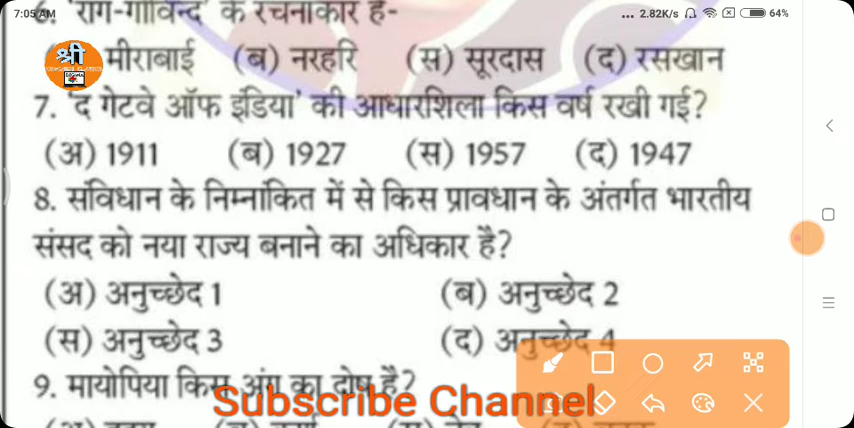 7:05 AM ... 2.82K/s 64%
6. 'राग-गोविन्द' के रचनाकार हैं-
श्री मीराबाई (ब) नरहरि (स) सूरदास (द) रसखान
7. 'द गेटवे ऑफ इंडिया' की आधारशिला किस वर्ष रखी गई?
(अ) 1911 (ब) 1927 (स) 1957 (द) 1947
8. संविधान के निम्नांकित में से किस प्रावधान के अंतर्गत भारतीय
संसद को नया राज्य बनाने का अधिकार है?
(अ) अनुच्छेद 1 (ब) अनुच्छेद 2
(स) अनुच्छेद 3 (द) अनुच्छेद 4
9. मायोपिया किस अंग का दोष है?
Subscribe Channel